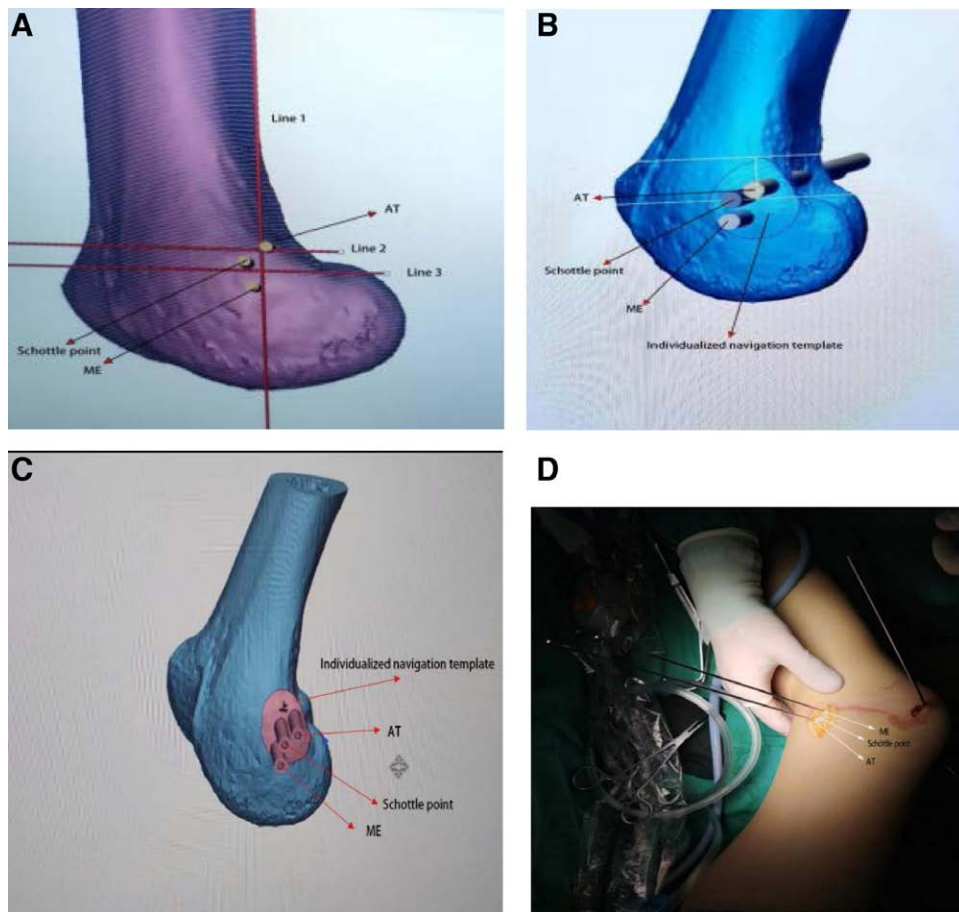 A
Line 1
AT
Line 2
Line 3
Schottle point
ME
B
AT
Schottle point
ME
Individualized navigation template
C
Individualized navigation template
AT
Schottle point
ME
D
ME
Schottle point
AT